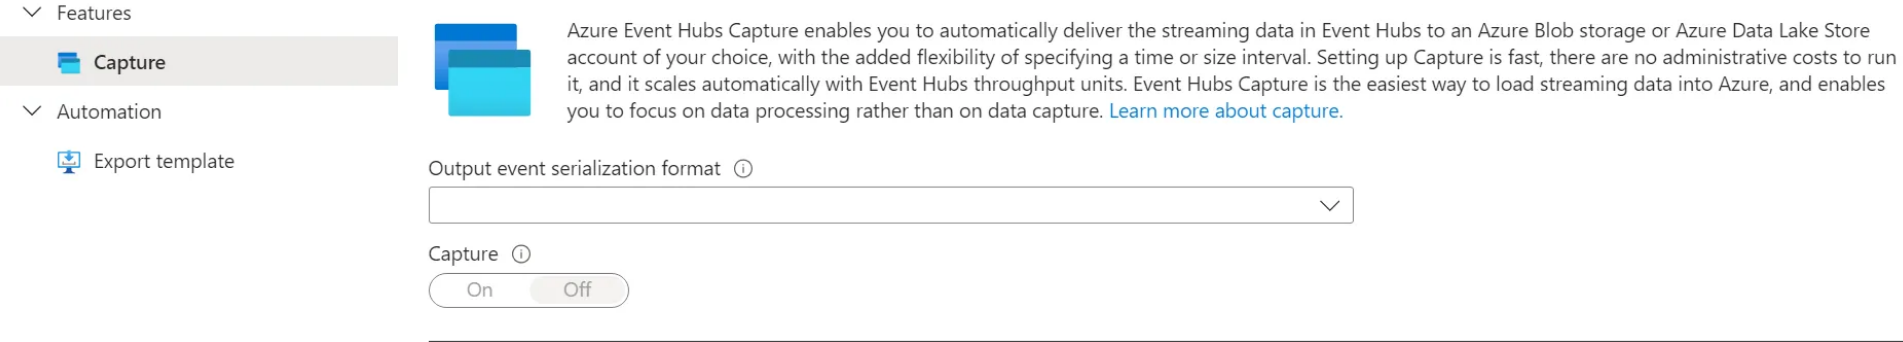 Features
Capture
Automation
Export template
Azure Event Hubs Capture enables you to automatically deliver the streaming data in Event Hubs to an Azure Blob storage or Azure Data Lake Store
account of your choice, with the added flexibility of specifying a time or size interval. Setting up Capture is fast, there are no administrative costs to run
it, and it scales automatically with Event Hubs throughput units. Event Hubs Capture is the easiest way to load streaming data into Azure, and enables
you to focus on data processing rather than on data capture. Learn more about capture.
Output event serialization format
Capture
On Off